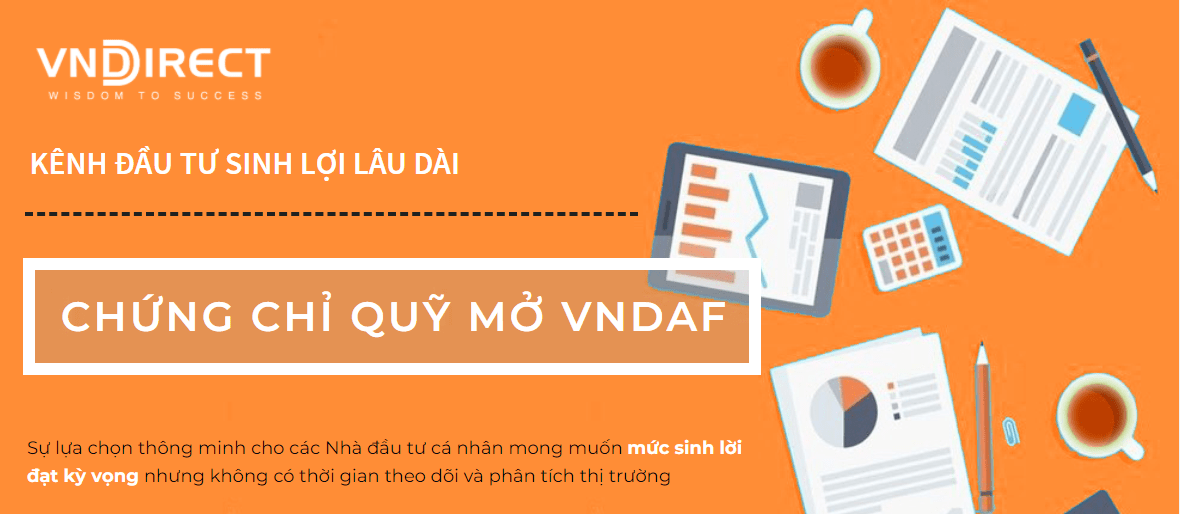 VNDIRECT
WISDOM TO SUCCESS
KÊNH ĐẦU TƯ SINH LỢI LÂU DÀI
CHỨNG CHỈ QUỸ MỞ VNDAF
Sự lựa chọn thông minh cho các Nhà đầu tư cá nhân mong muốn mức sinh lời
đạt kỳ vọng nhưng không có thời gian theo dõi và phân tích thị trường